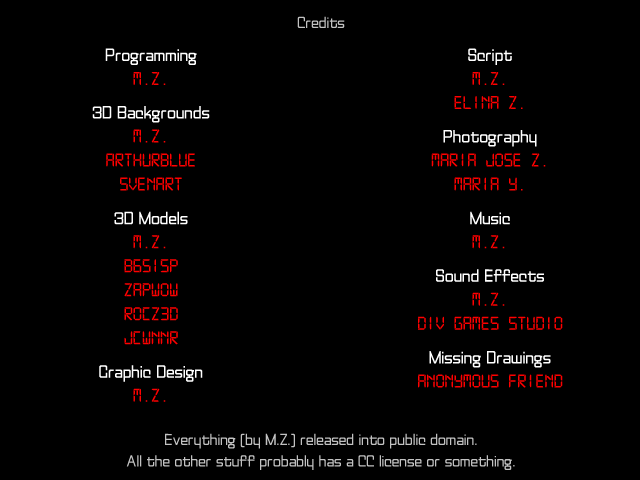 Credits
Programming
M.Z.
3D Backgrounds
M.Z.
ARTHURBLUE
SVENART
3D Models
M.Z.
B6SISP
ZAPWOW
ROCZ3D
JCWNNR
Graphic Design
M.Z.
Script
M.Z.
ELINA Z.
Photography
MARIA JOSE Z.
MARIA Y.
Music
M.Z.
Sound Effects
M.Z.
DIV GAMES STUDIO
Missing Drawings
ANONYMOUS FRIEND
Everything (by M.Z.) released into public domain.
All the other stuff probably has a CC license or something.